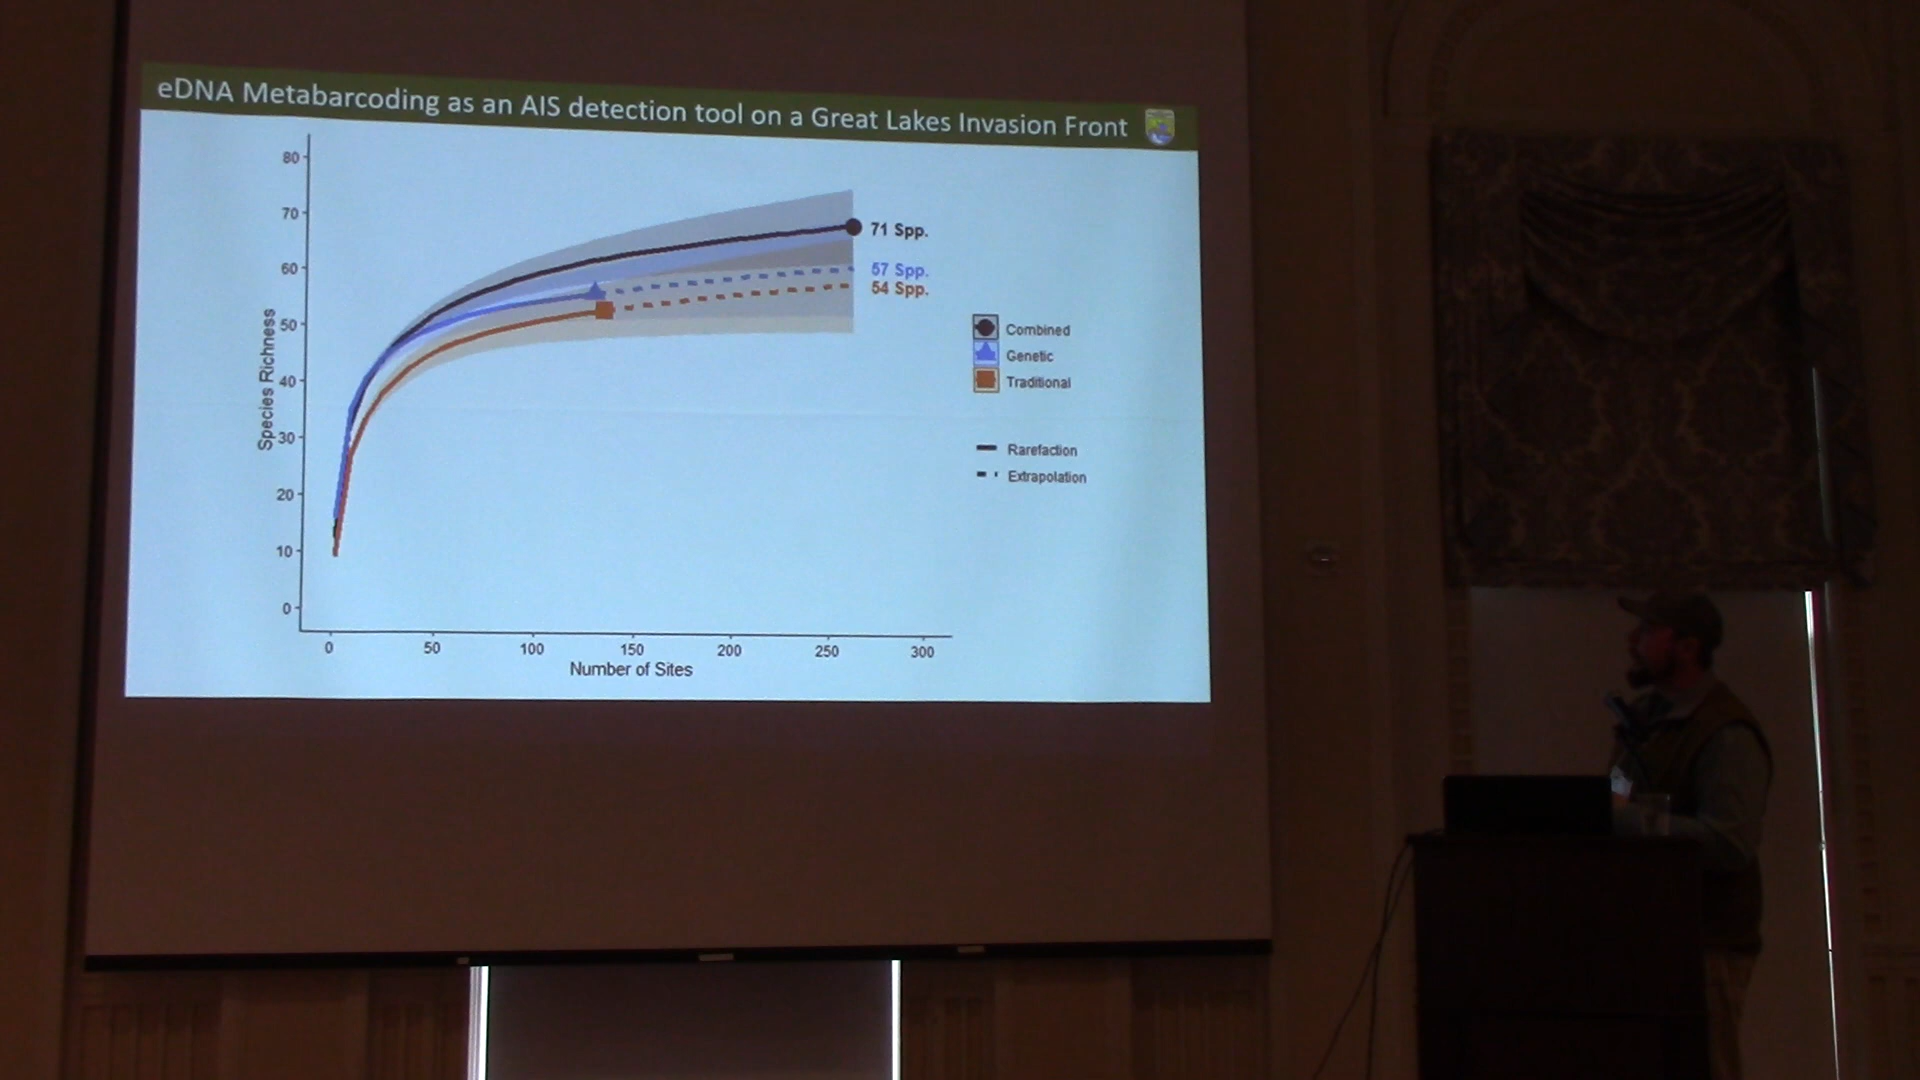 eDNA Metabarcoding as an AIS detection tool on a Great Lakes Invasion Front
80
70
60
50
40
30
20
10
0
Species Richness
71 Spp.
57 Spp.
54 Spp.
Combined
Genetic
Traditional
Rarefaction
Extrapolation
0 50 100 150 200 250 300
Number of Sites